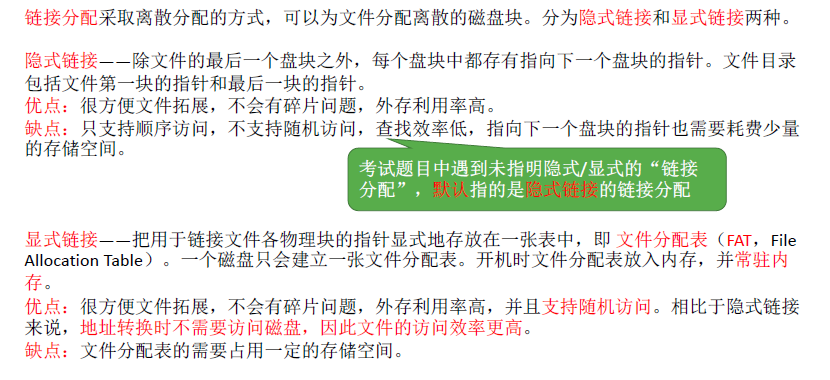 链接分配采取离散分配的方式，可以为文件分配离散的磁盘块。分为隐式链接和显式链接两种。
隐式链接——除文件的最后一个盘块之外，每个盘块中都存有指向下一个盘块的指针。文件目录
包括文件第一块的指针和最后一块的指针。
优点：很方便文件拓展，不会有碎片问题，外存利用率高。
缺点：只支持顺序访问，不支持随机访问，查找效率低，指向下一个盘块的指针也需要耗费少量
的存储空间。
考试题目中遇到未指明隐式/显式的“链接
分配”，默认指的是隐式链接的链接分配
显式链接——把用于链接文件各物理块的指针显式地存放在一张表中，即 文件分配表（FAT，File
Allocation Table）。一个磁盘只会建立一张文件分配表。开机时文件分配表放入内存，并常驻内
存。
优点：很方便文件拓展，不会有碎片问题，外存利用率高，并且支持随机访问。相比于隐式链接
来说，地址转换时不需要访问磁盘，因此文件的访问效率更高。
缺点：文件分配表的需要占用一定的存储空间。